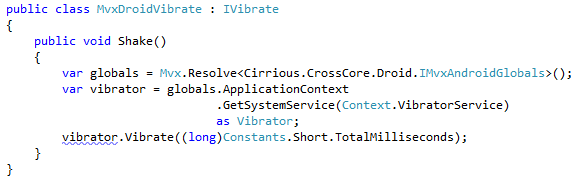 public class MvxDroidVibrate : IVibrate
{
    public void Shake()
    {
        var globals = Mvx.Resolve<Cirrious.CrossCore.Droid.IMvxAndroidGlobals>();
        var vibrator = globals.ApplicationContext
                              .GetSystemService(Context.VibratorService)
                              as Vibrator;
        vibrator.Vibrate((long)Constants.Short.TotalMilliseconds);
    }
}